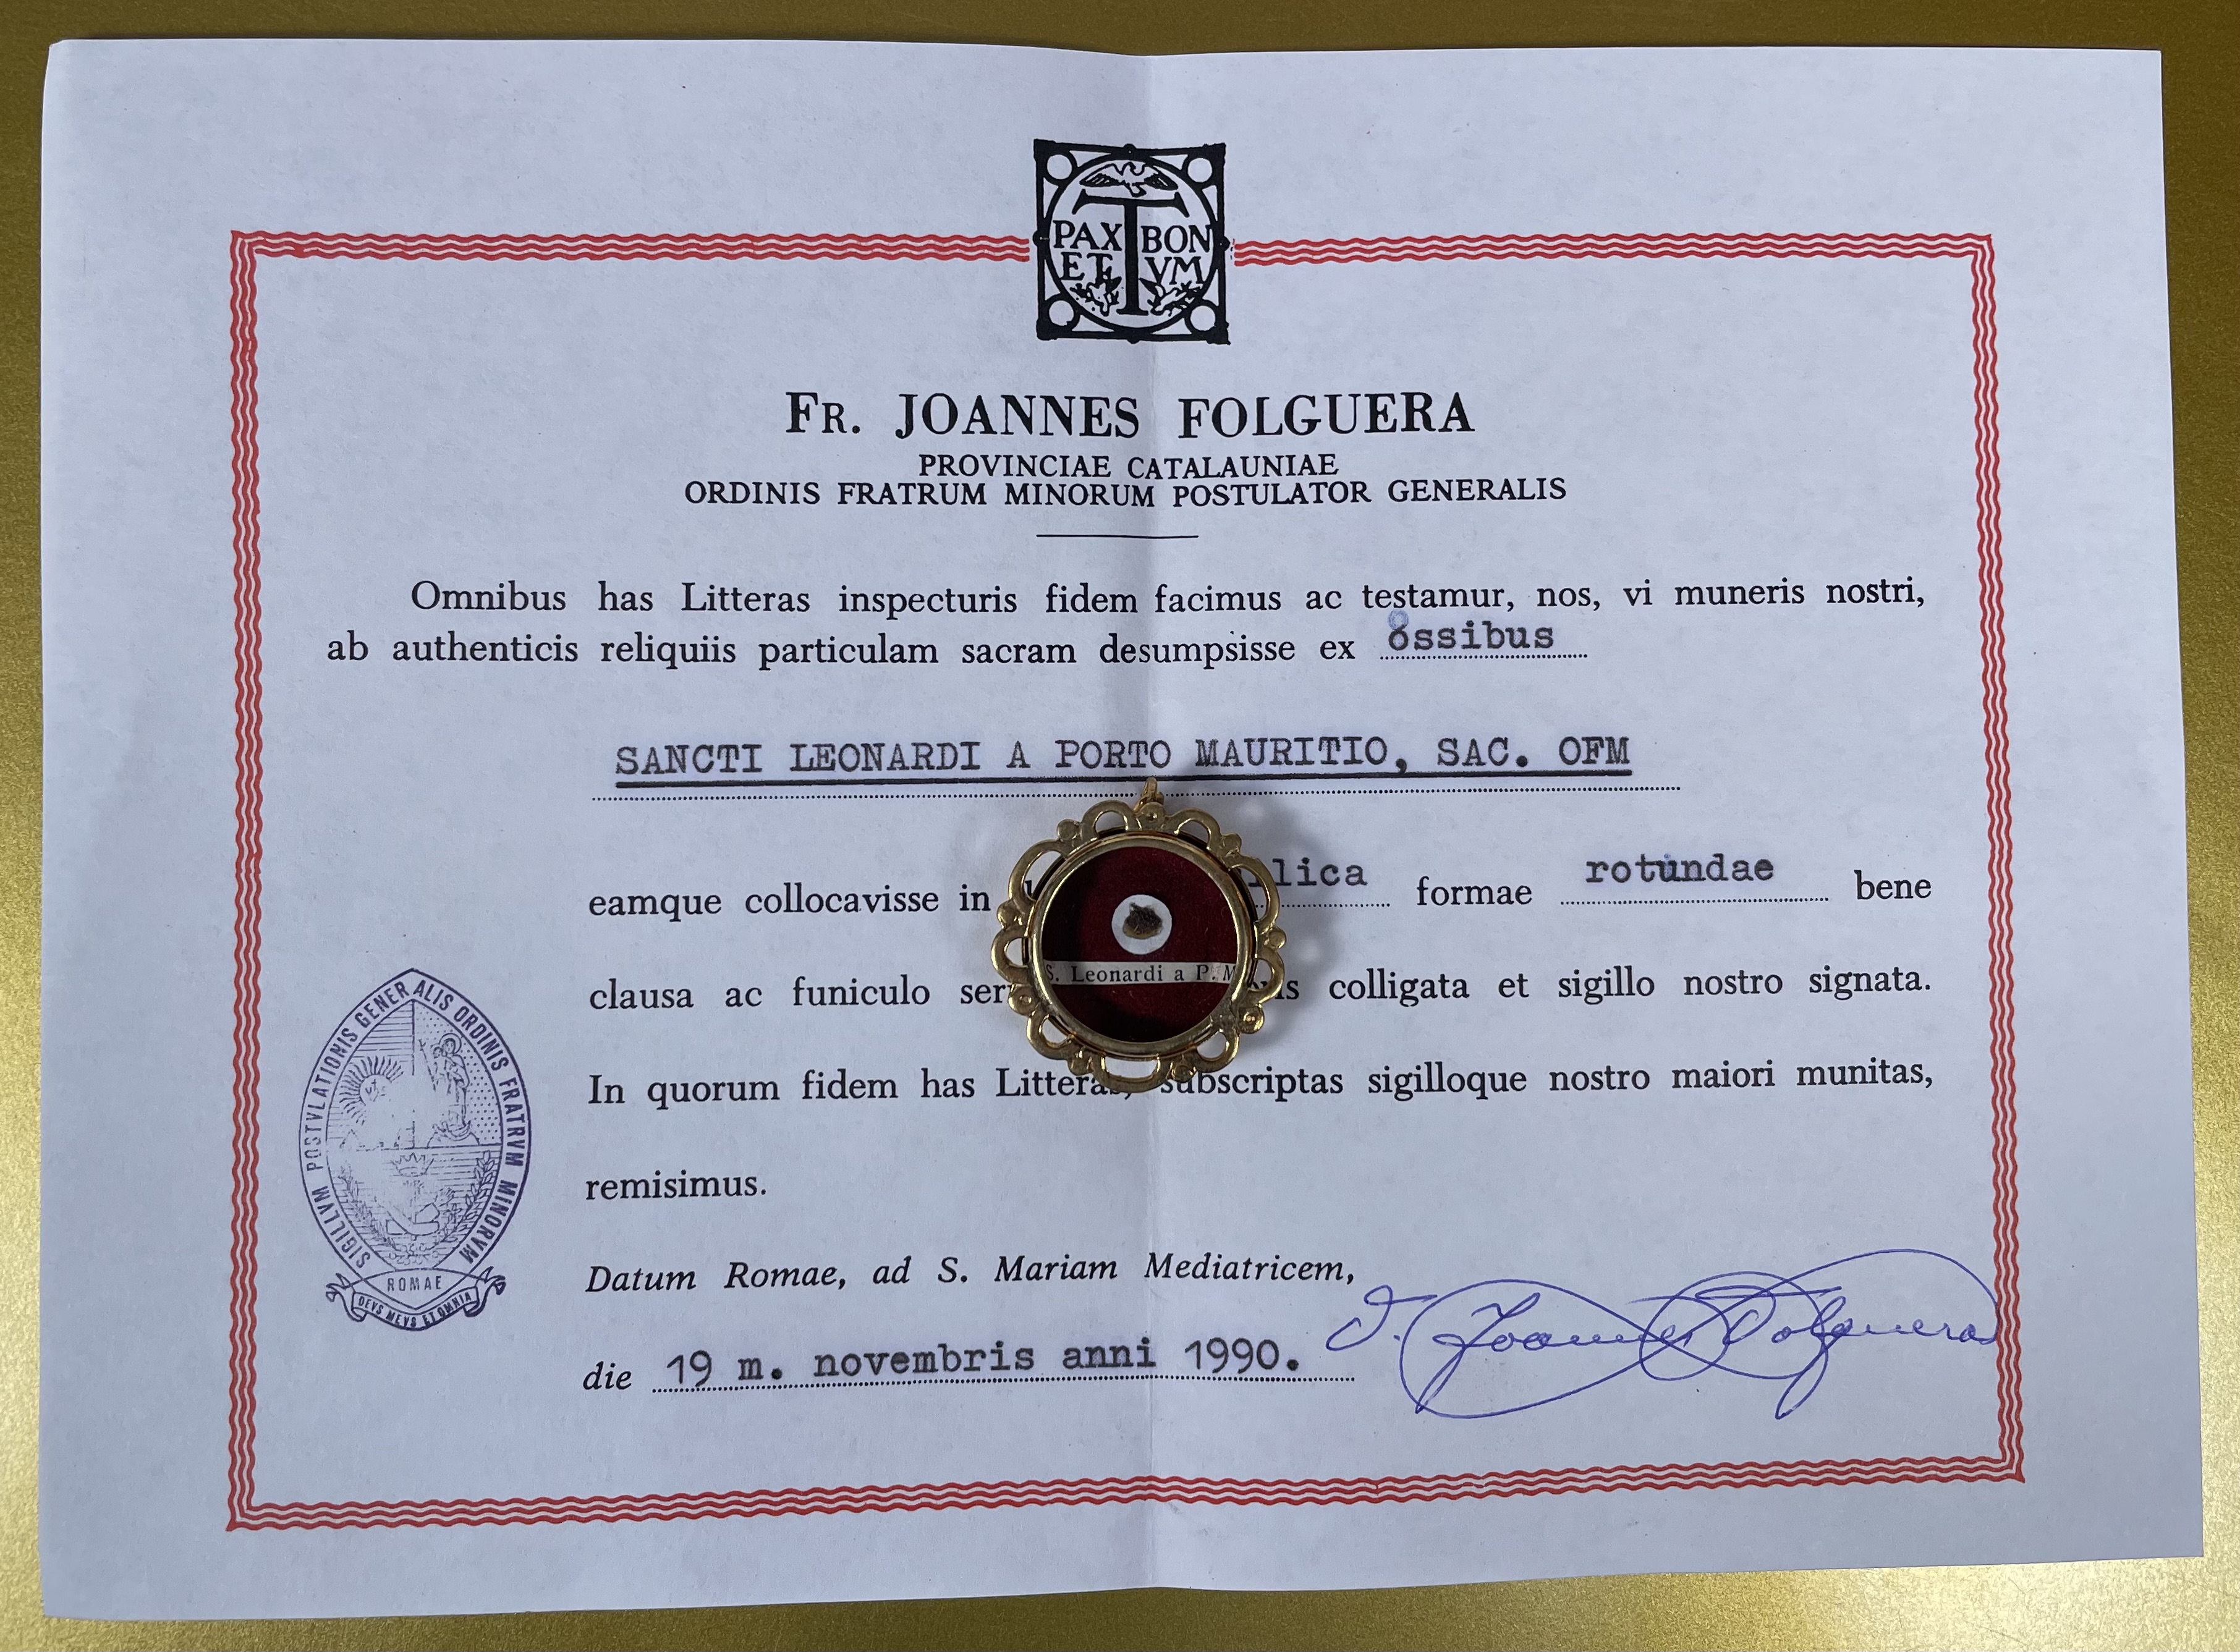 PAX BON
ET VM
FR. JOANNES FOLGUERA
PROVINCIAE CATALAUNIAE
ORDINIS FRATRUM MINORUM POSTULATOR GENERALIS
Omnibus has Litteras inspecturis fidem facimus ac testamur, nos, vi muneris nostri,
ab authenticis reliquiis particulam sacram desumpsisse ex ossibus
SANCTI LEONARDI A PORTO MAURITIO, SAC. OFM
eamque collocavisse in formae rotundae bene
S. Leonardi a P. M
clausa ac funiculo colligata et sigillo nostro signata.
In quorum fidem has Litteras, subscriptas sigilloque nostro maiori munitas,
remisimus.
SIGILLVM POSTVLATIONIS GENERALIS ORDINIS FRATRVM MINORVM
ROMAE
DEVS MEVS ET OMNIA
Datum Romae, ad S. Mariam Mediatricem,
die 19 m. novembris anni 1990.
J. Joannes Folguera